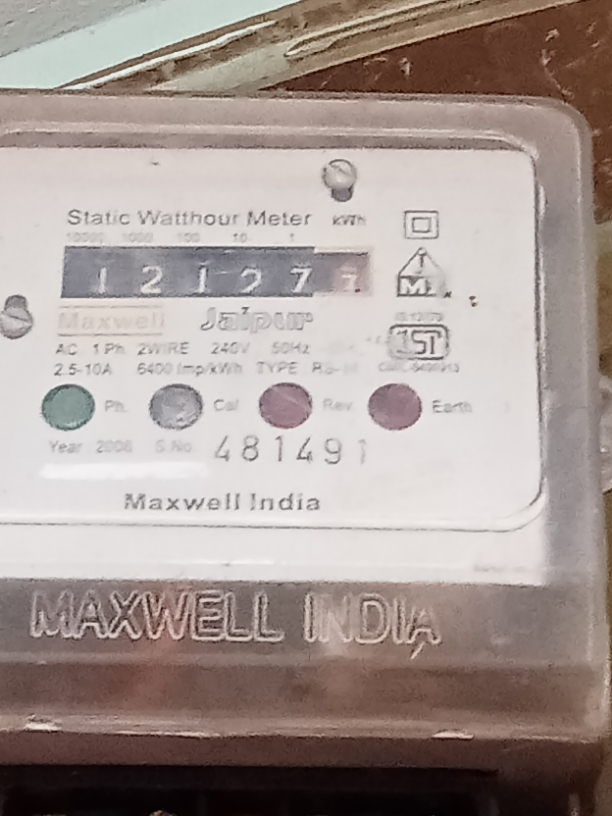 Static Watthour Meter kWh
10000 1000 100 10 1
1 2 1 2 7 7
Maxwell Jaipur
AC 1 Ph 2WIRE 240V 50Hz
2.5-10A 6400 Imp/kWh TYPE
Ph. Cal Rev. Earth
Year 2006 S.No 481491
Maxwell India
MAXWELL INDIA